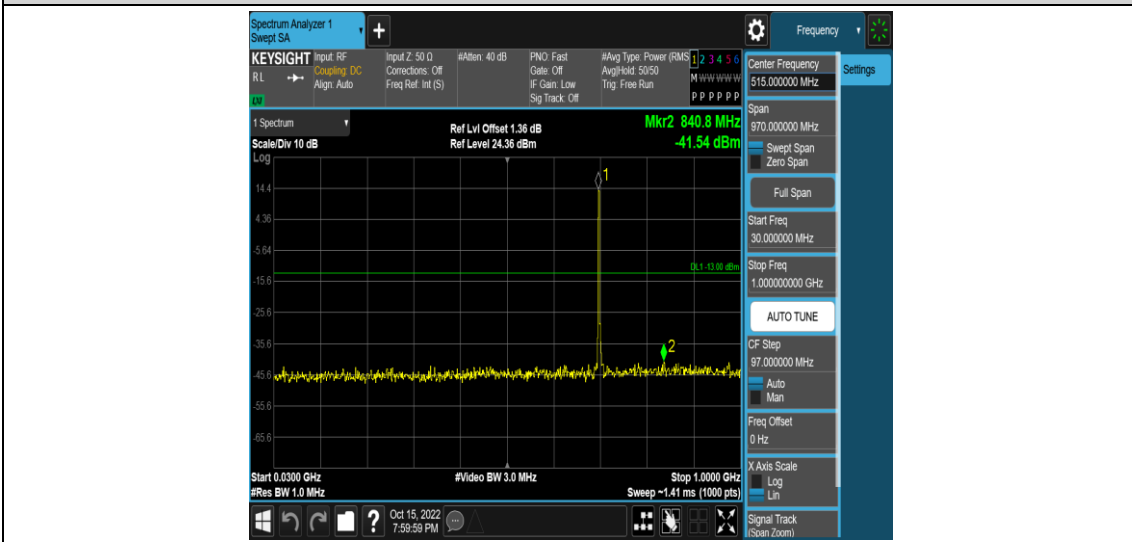 Spectrum Analyzer 1
Swept SA
+
Frequency
KEYSIGHT
RL
LXI
Input: RF
Coupling: DC
Align: Auto
Input Z: 50 Ω
Corrections: Off
Freq Ref: Int (S)
#Atten: 40 dB
PNO: Fast
Gate: Off
IF Gain: Low
Sig Track: Off
#Avg Type: Power (RMS
Avg|Hold: 50/50
Trig: Free Run
1 2 3 4 5 6
M W W W W W
P P P P P P
Center Frequency
515.000000 MHz
Settings
Span
970.000000 MHz
Swept Span
Zero Span
Full Span
Start Freq
30.000000 MHz
Stop Freq
1.000000000 GHz
AUTO TUNE
CF Step
97.000000 MHz
Auto
Man
Freq Offset
0 Hz
X Axis Scale
Log
Lin
Signal Track
(Span Zoom)
1 Spectrum
Scale/Div 10 dB
Log
Ref Lvl Offset 1.36 dB
Ref Level 24.36 dBm
Mkr2 840.8 MHz
-41.54 dBm
1
14.4
4.36
-5.64
DL1 -13.00 dBm
-15.6
-25.6
-35.6
2
-45.6
-55.6
-65.6
Start 0.0300 GHz
#Res BW 1.0 MHz
#Video BW 3.0 MHz
Stop 1.0000 GHz
Sweep ~1.41 ms (1000 pts)
?
Oct 15, 2022
7:59:59 PM